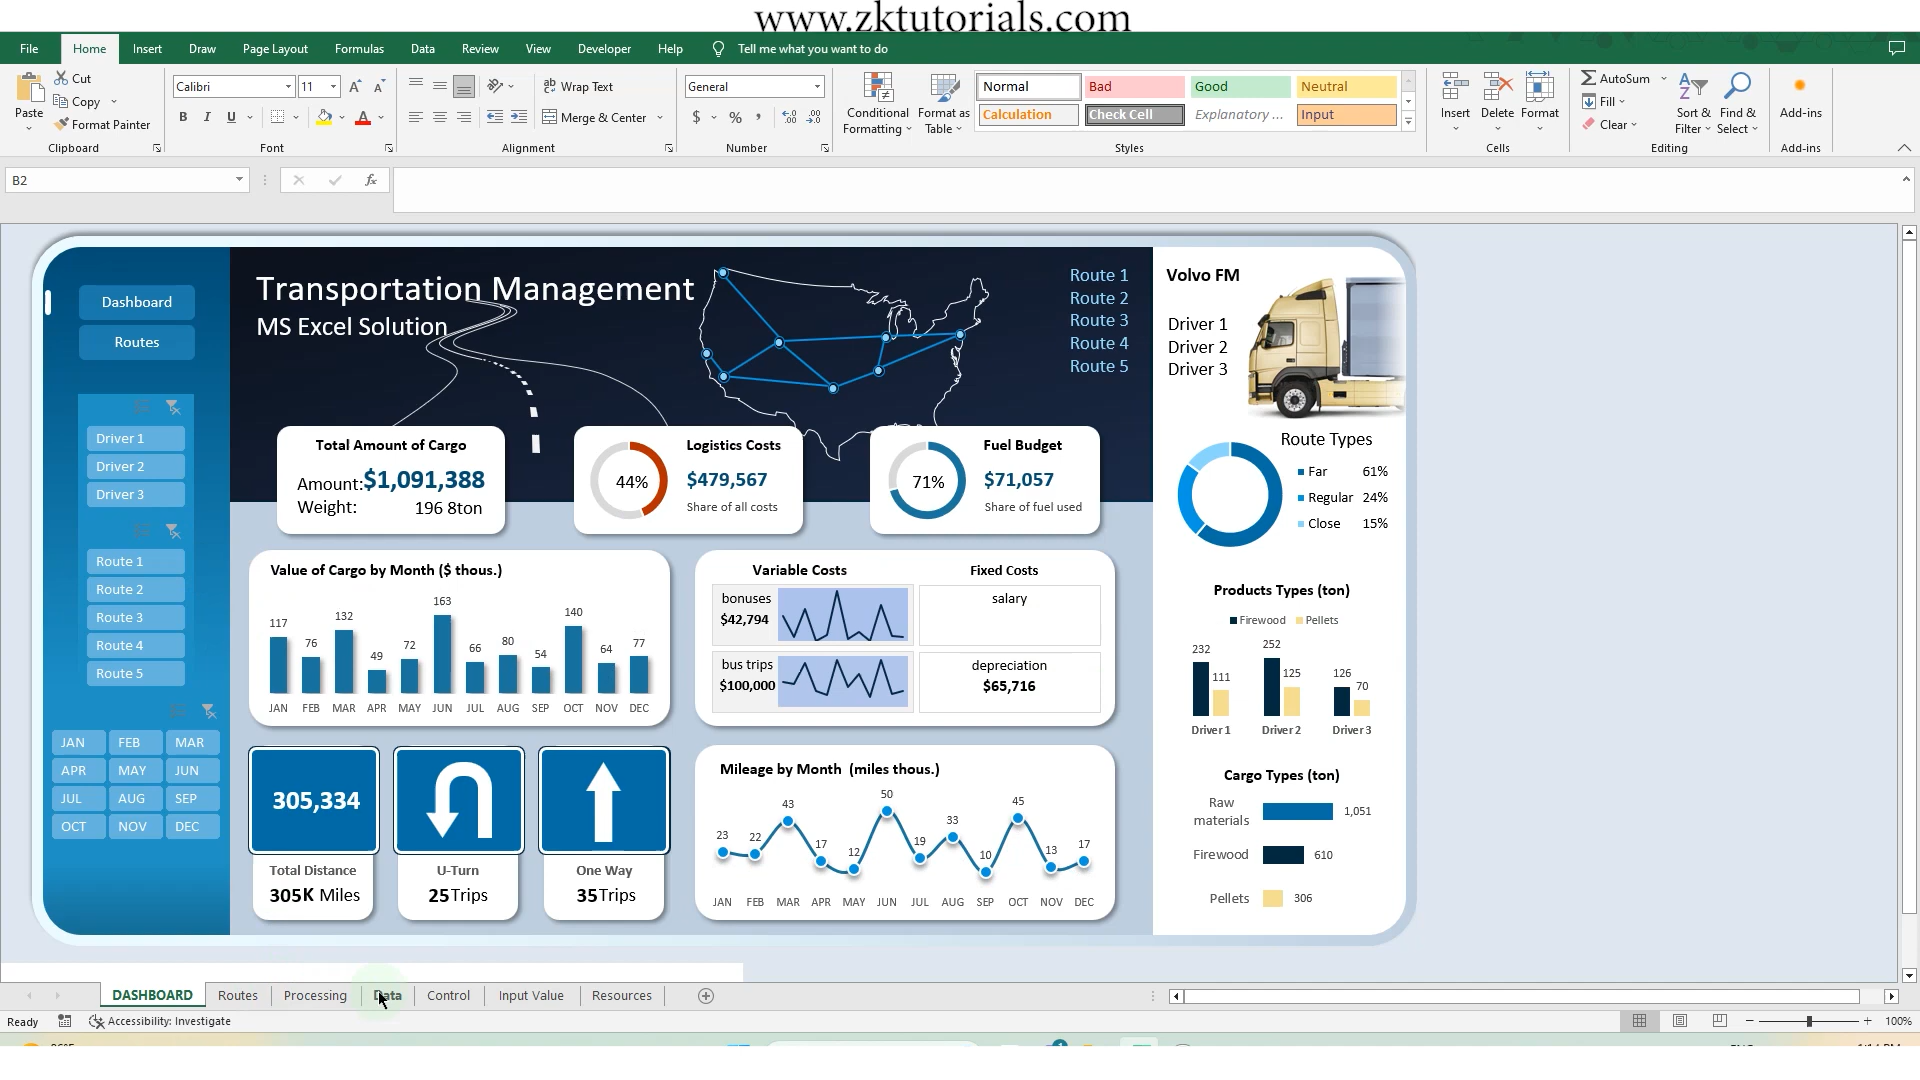 www.zktutorials.com
File Home Insert Draw Page Layout Formulas Data Review View Developer Help Tell me what you want to do
Paste
Cut
Copy
Format Painter
Clipboard
Calibri 11
B I U
Font
Wrap Text
Merge & Center
Alignment
General
$ % ,
Number
Conditional Formatting
Format as Table
Normal Bad Good Neutral
Calculation Check Cell Explanatory ... Input
Styles
Insert Delete Format
Cells
AutoSum
Fill
Clear
Sort & Filter
Find & Select
Editing
Add-ins
Add-ins
B2
fx
Dashboard
Routes
Driver 1
Driver 2
Driver 3
Route 1
Route 2
Route 3
Route 4
Route 5
JAN FEB MAR
APR MAY JUN
JUL AUG SEP
OCT NOV DEC
Transportation Management
MS Excel Solution
Route 1
Route 2
Route 3
Route 4
Route 5
Total Amount of Cargo
Amount:$1,091,388
Weight: 196 8ton
44%
Logistics Costs
$479,567
Share of all costs
71%
Fuel Budget
$71,057
Share of fuel used
Value of Cargo by Month ($ thous.)
117 76 132 49 72 163 66 80 54 140 64 77
JAN FEB MAR APR MAY JUN JUL AUG SEP OCT NOV DEC
Variable Costs Fixed Costs
bonuses
$42,794
salary
bus trips
$100,000
depreciation
$65,716
305,334
Total Distance
305K Miles
U-Turn
25Trips
One Way
35Trips
Mileage by Month (miles thous.)
23 22 43 17 12 50 19 33 10 45 13 17
JAN FEB MAR APR MAY JUN JUL AUG SEP OCT NOV DEC
Volvo FM
Driver 1
Driver 2
Driver 3
Route Types
Far 61%
Regular 24%
Close 15%
Products Types (ton)
Firewood Pellets
232 111 252 125 126 70
Driver 1 Driver 2 Driver 3
Cargo Types (ton)
Raw materials 1,051
Firewood 610
Pellets 306
DASHBOARD Routes Processing Data Control Input Value Resources
Ready Accessibility: Investigate
100%